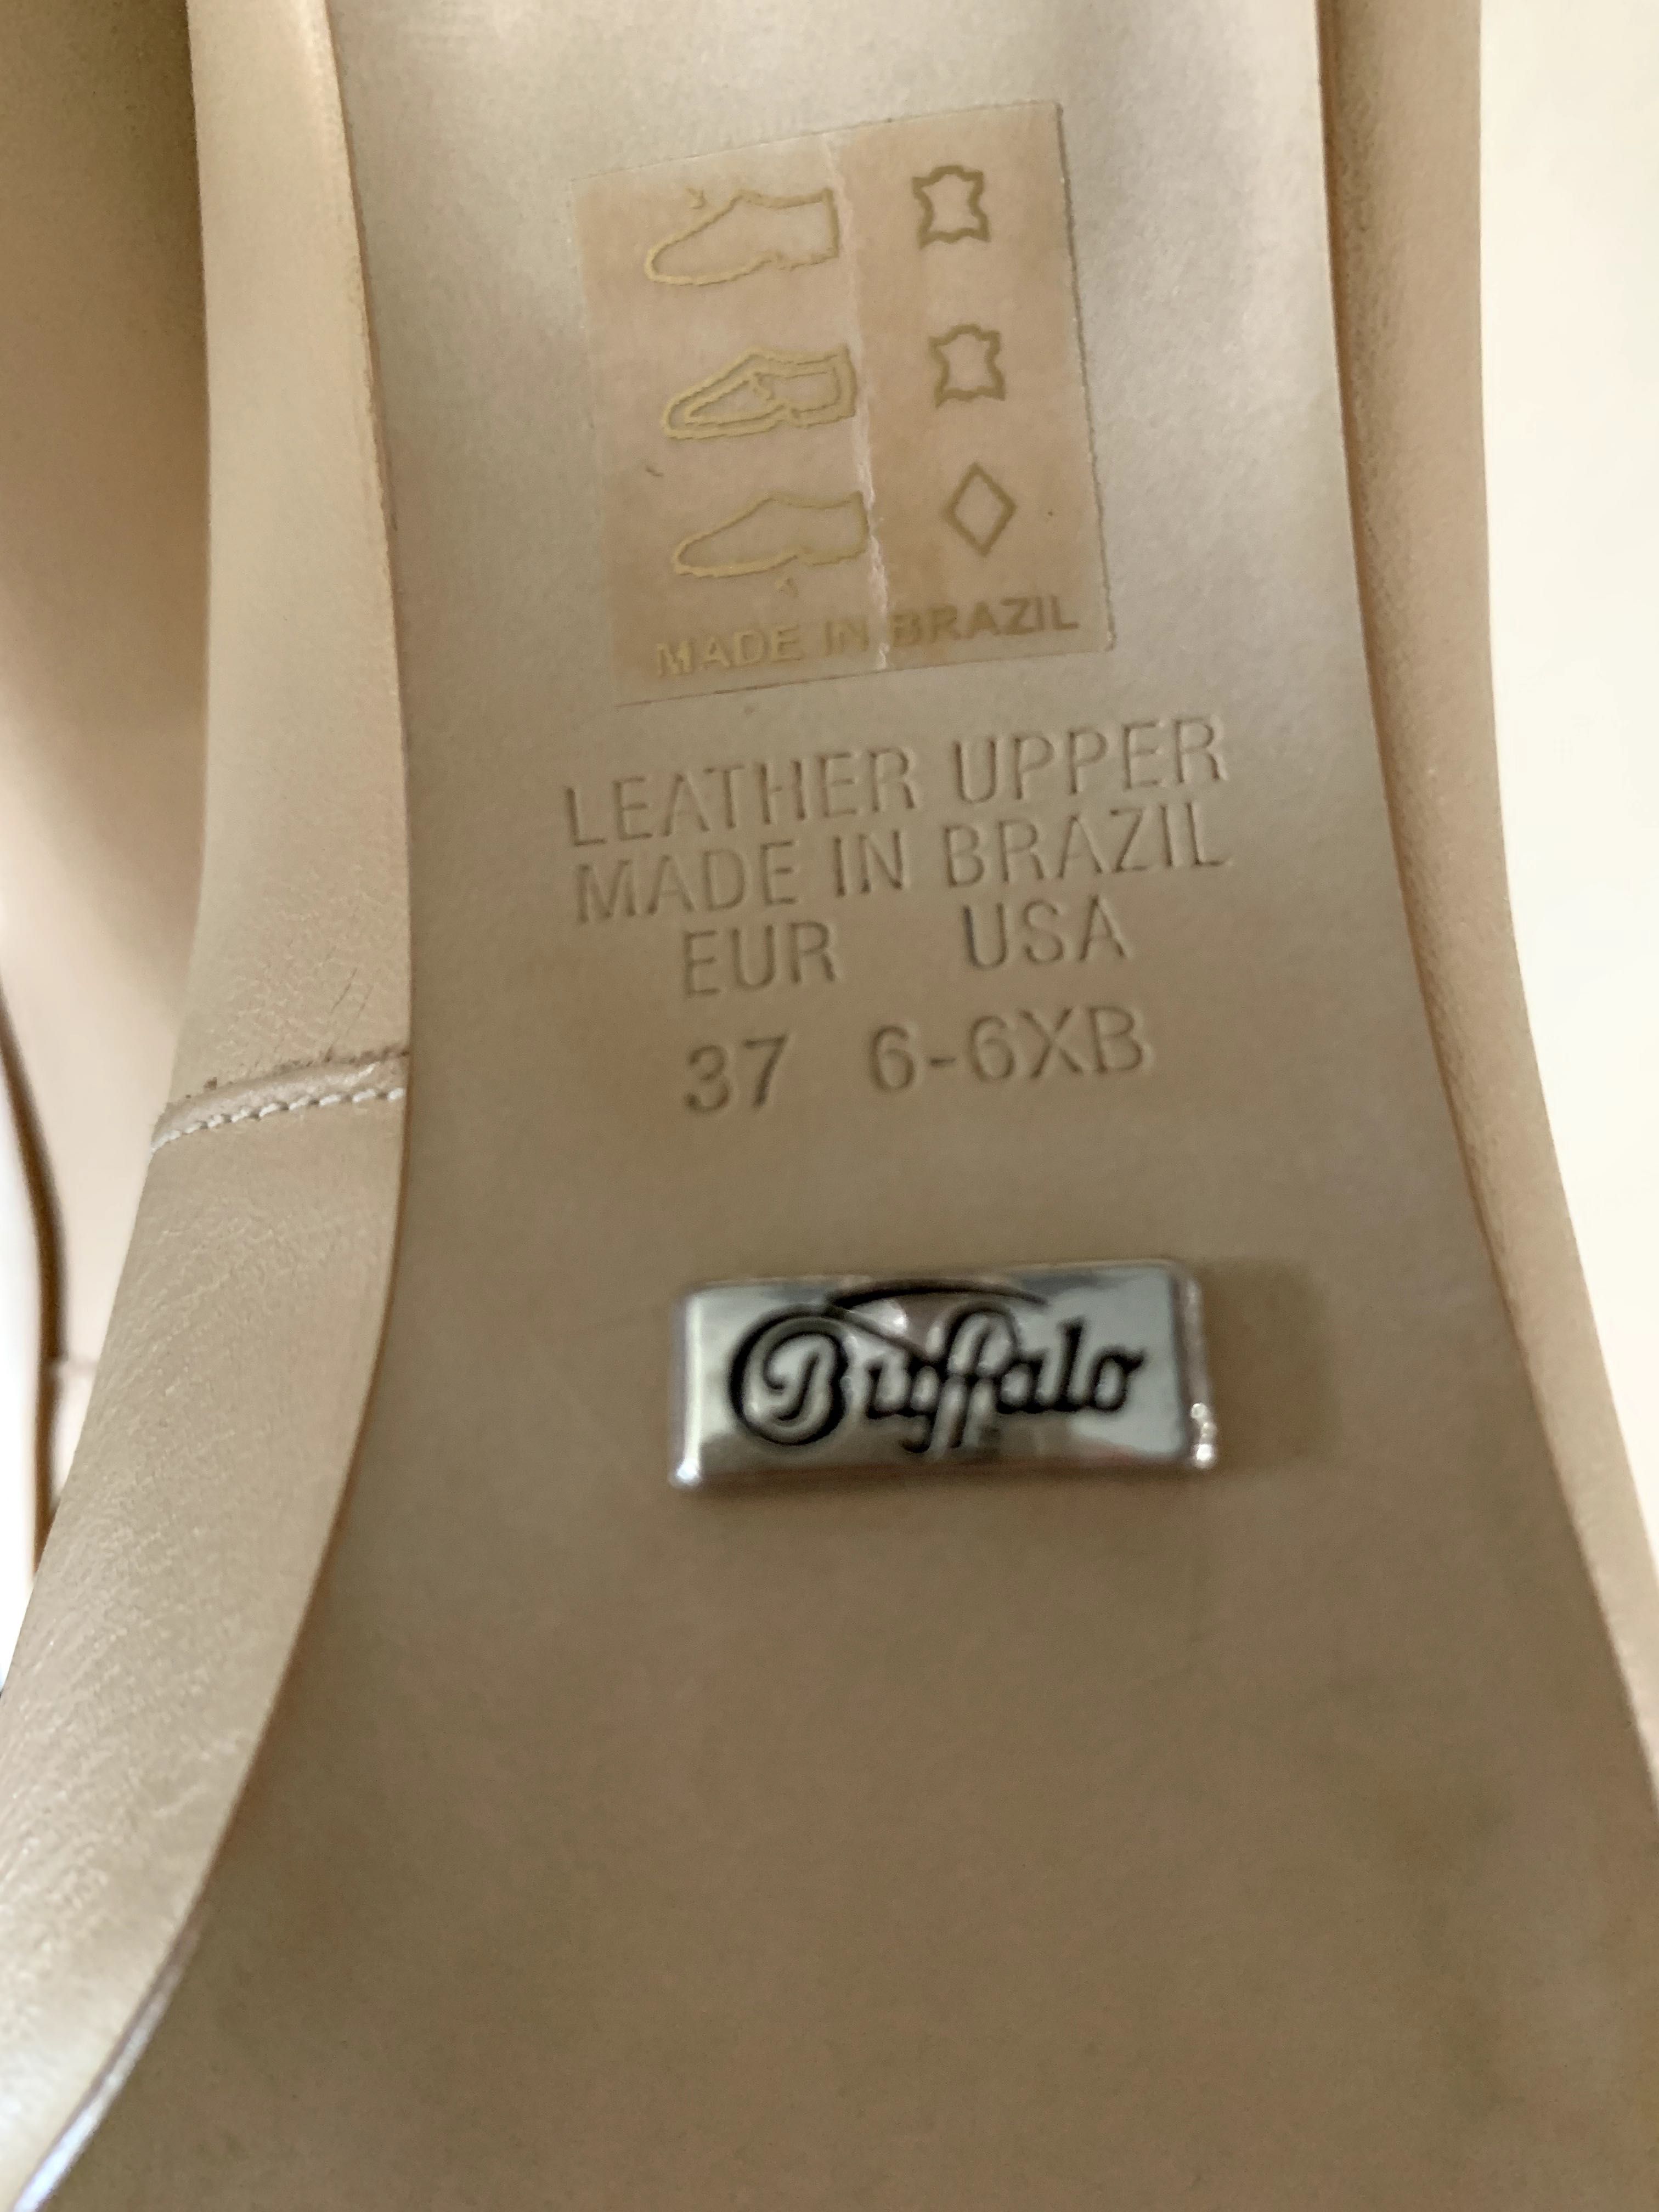 MADE IN BRAZIL
LEATHER UPPER
MADE IN BRAZIL
EUR USA
37 6-6XB
Buffalo